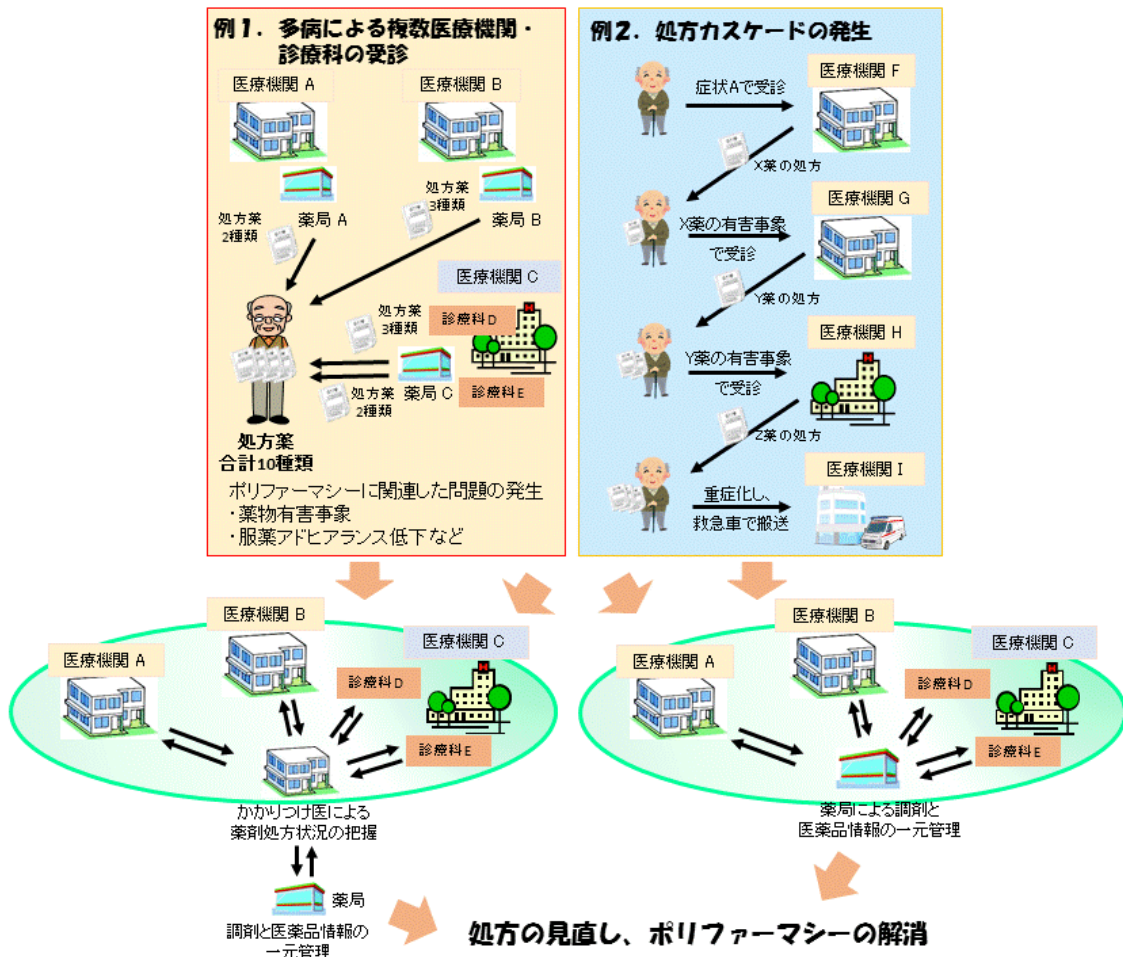 例1. 多病による複数医療機関・
診療科の受診
医療機関 A
医療機関 B
薬局 A
処方薬
2種類
処方薬
3種類
薬局 B
医療機関 C
処方薬
3種類
診療科D
薬局 C
診療科E
処方薬
2種類
処方薬
合計10種類
ポリファーマシーに関連した問題の発生
・薬物有害事象
・服薬アドヒアランス低下など
例2. 処方カスケードの発生
医療機関 F
症状Aで受診
X薬の処方
医療機関 G
X薬の有害事象
で受診
Y薬の処方
医療機関 H
Y薬の有害事象
で受診
Z薬の処方
医療機関 I
重症化し、
救急車で搬送
医療機関 B
医療機関 A
医療機関 C
診療科D
診療科E
かかりつけ医による
薬剤処方状況の把握
薬局
調剤と医薬品情報の
一元管理
医療機関 B
医療機関 A
医療機関 C
診療科D
診療科E
薬局による調剤と
医薬品情報の一元管理
処方の見直し、ポリファーマシーの解消